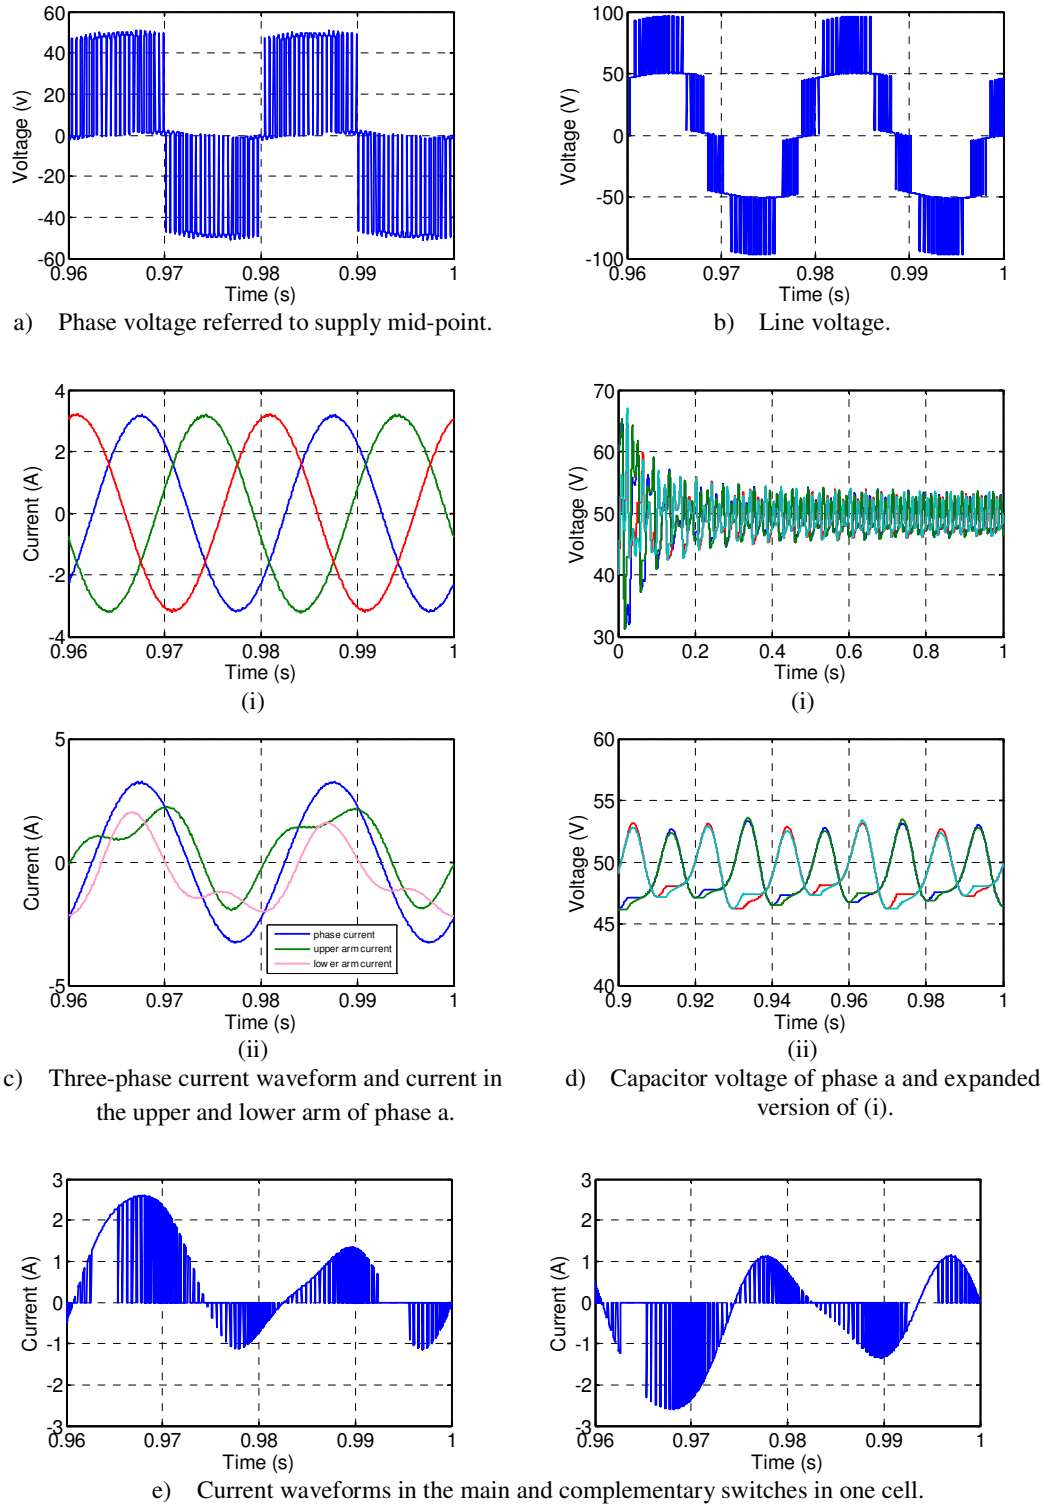 60
40
20
0
-20
-40
-60
Voltage (v)
0.96 0.97 0.98 0.99 1
Time (s)
a) Phase voltage referred to supply mid-point.
100
50
0
-50
-100
Voltage (V)
0.96 0.97 0.98 0.99 1
Time (s)
b) Line voltage.
4
2
0
-2
-4
Current (A)
0.96 0.97 0.98 0.99 1
Time (s)
(i)
70
60
50
40
30
Voltage (V)
0 0.2 0.4 0.6 0.8 1
Time (s)
(i)
5
0
-5
Current (A)
phase current
upper arm current
lower arm current
0.96 0.97 0.98 0.99 1
Time (s)
(ii)
60
55
50
45
40
Voltage (V)
0.9 0.92 0.94 0.96 0.98 1
Time (s)
(ii)
c) Three-phase current waveform and current in
the upper and lower arm of phase a.
d) Capacitor voltage of phase a and expanded
version of (i).
3
2
1
0
-1
-2
-3
Current (A)
0.96 0.97 0.98 0.99 1
Time (s)
3
2
1
0
-1
-2
-3
Current (A)
0.96 0.97 0.98 0.99 1
Time (s)
e) Current waveforms in the main and complementary switches in one cell.